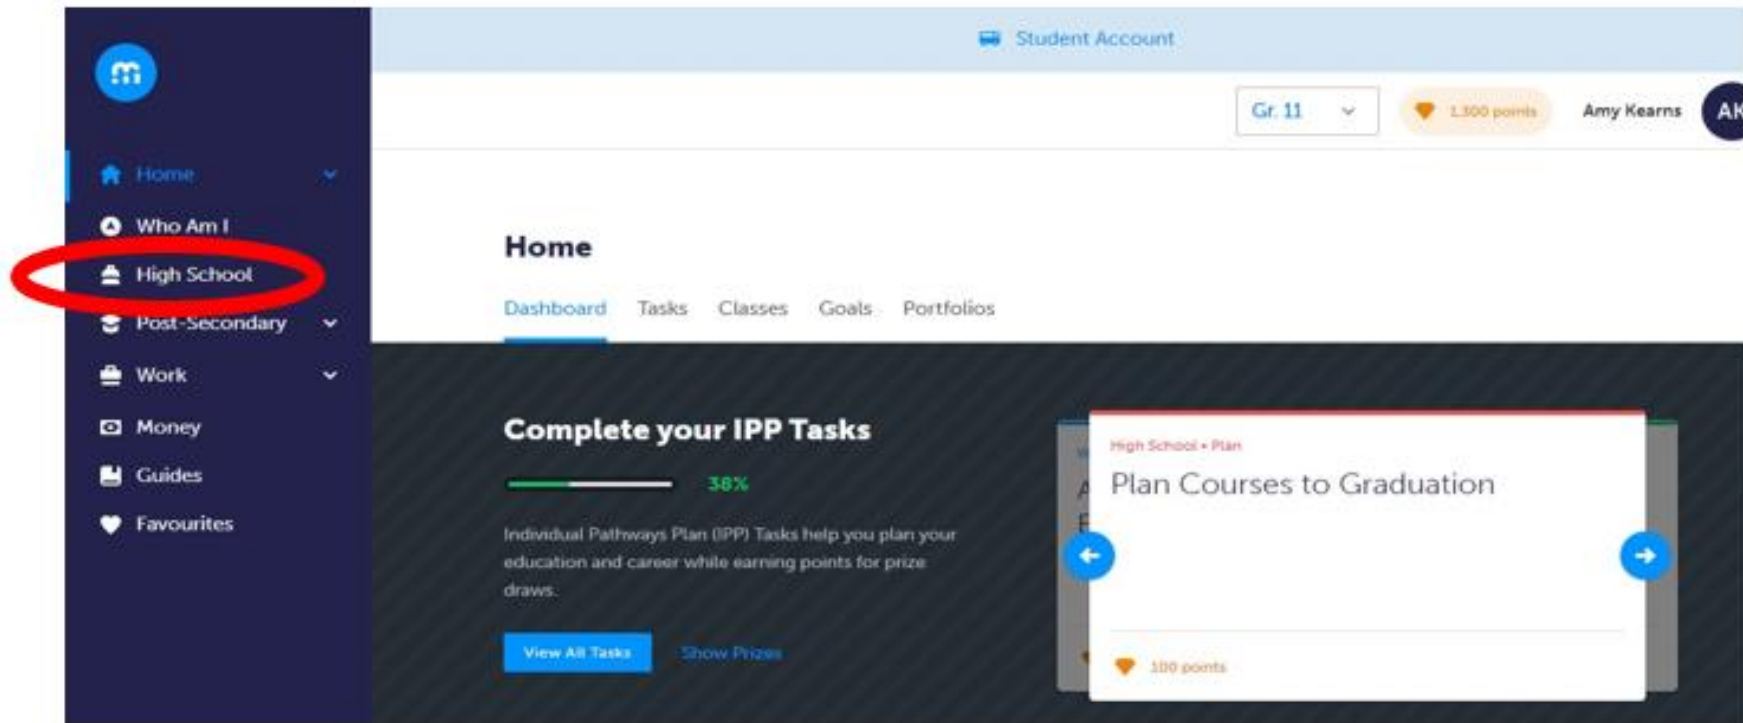 Student Account
Gr. 11
1,300 points
Amy Kearns
AK
Home
Who Am I
High School
Post-Secondary
Work
Money
Guides
Favourites
Home
Dashboard Tasks Classes Goals Portfolios
Complete your IPP Tasks
38%
Individual Pathways Plan (IPP) Tasks help you plan your
education and career while earning points for prize
draws.
View All Tasks Show Prizes
High School • Plan
Plan Courses to Graduation
100 points